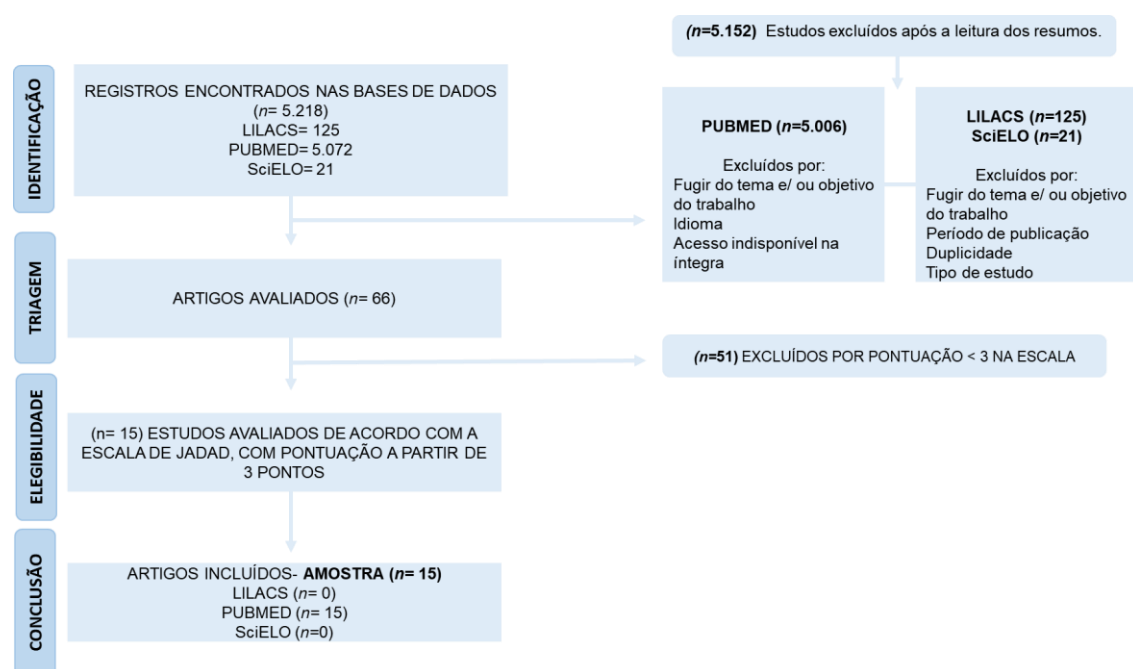 (n=5.152) Estudos excluídos após a leitura dos resumos.
IDENTIFICAÇÃO
REGISTROS ENCONTRADOS NAS BASES DE DADOS
(n= 5.218)
LILACS= 125
PUBMED= 5.072
SciELO= 21
PUBMED (n=5.006)
Excluídos por:
Fugir do tema e/ ou objetivo
do trabalho
Idioma
Acesso indisponível na
íntegra
LILACS (n=125)
SciELO (n=21)
Excluídos por:
Fugir do tema e/ ou objetivo
do trabalho
Período de publicação
Duplicidade
Tipo de estudo
TRIAGEM
ARTIGOS AVALIADOS (n= 66)
(n=51) EXCLUÍDOS POR PONTUAÇÃO < 3 NA ESCALA
ELEGIBILIDADE
(n= 15) ESTUDOS AVALIADOS DE ACORDO COM A
ESCALA DE JADAD, COM PONTUAÇÃO A PARTIR DE
3 PONTOS
CONCLUSÃO
ARTIGOS INCLUÍDOS- AMOSTRA (n= 15)
LILACS (n= 0)
PUBMED (n= 15)
SciELO (n=0)